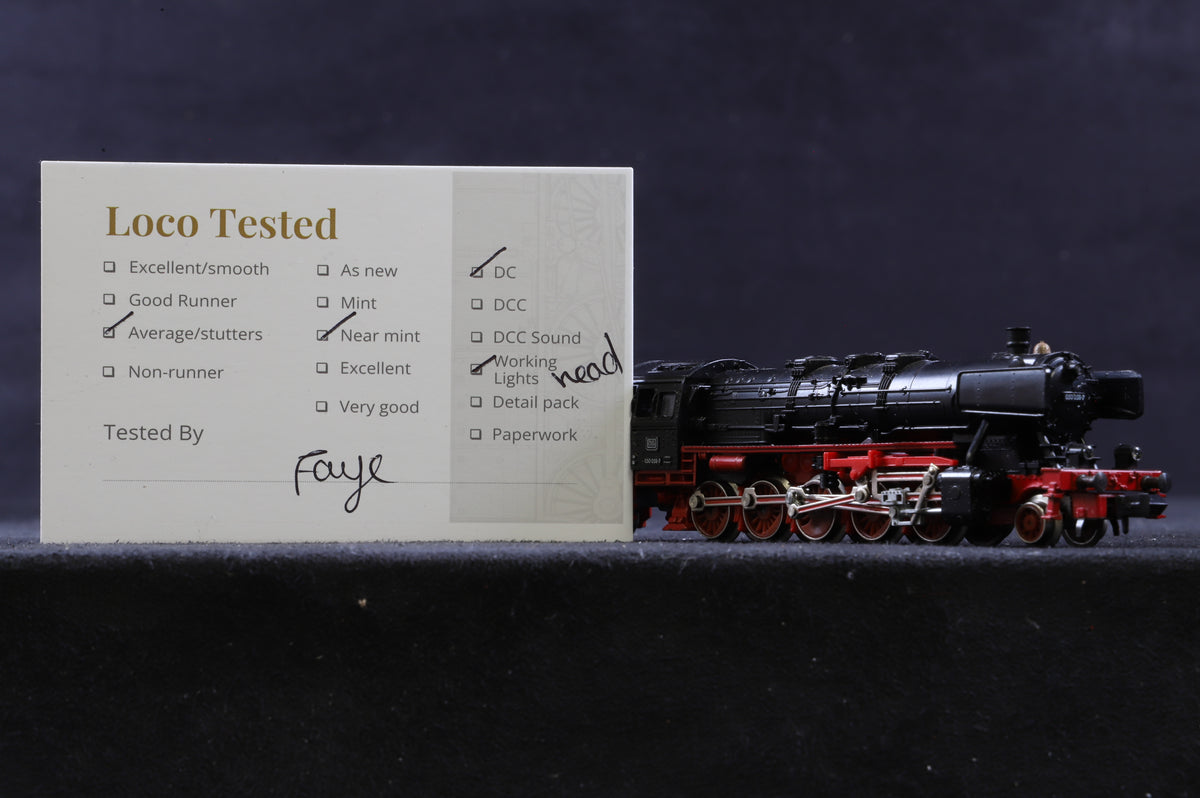 Loco Tested
Excellent/smooth
Good Runner
Average/stutters
Non-runner
As new
Mint
Near mint
Excellent
Very good
DC
DCC
DCC Sound
Working
Lights head
Detail pack
Paperwork
Tested By
Faye